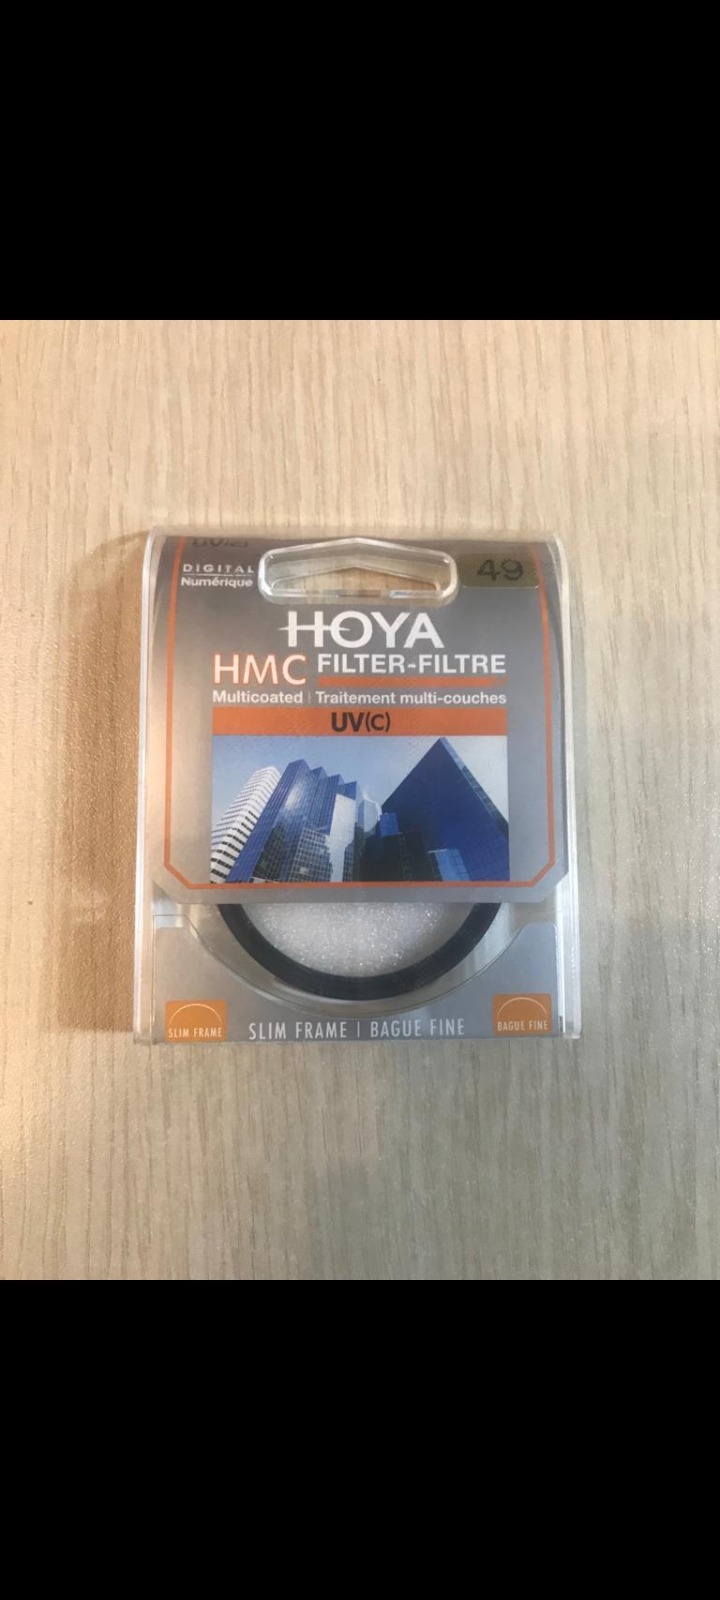 DIGITAL
Numérique
49
HOYA
HMC FILTER-FILTRE
Multicoated | Traitement multi-couches
UV(C)
SLIM FRAME
SLIM FRAME | BAGUE FINE
BAGUE FINE